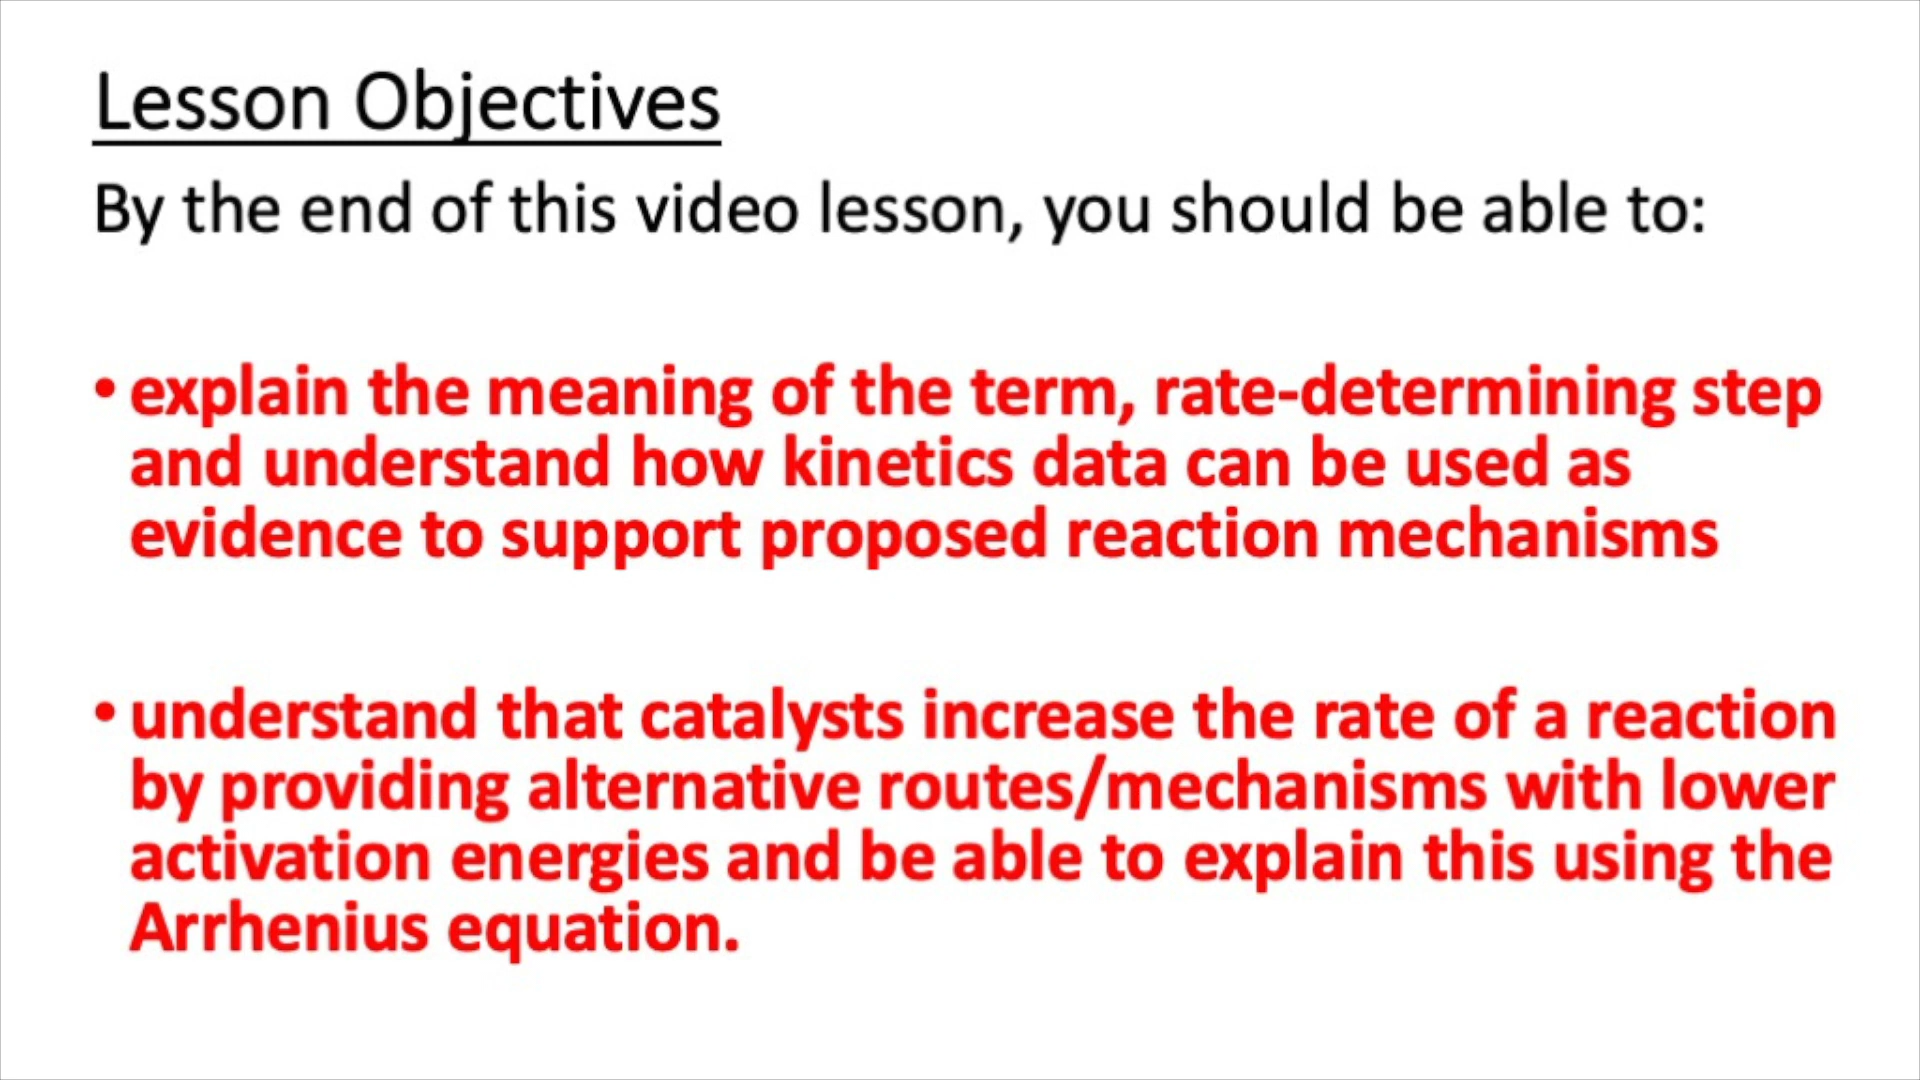 Lesson Objectives
By the end of this video lesson, you should be able to:
• explain the meaning of the term, rate-determining step
and understand how kinetics data can be used as
evidence to support proposed reaction mechanisms
• understand that catalysts increase the rate of a reaction
by providing alternative routes/mechanisms with lower
activation energies and be able to explain this using the
Arrhenius equation.